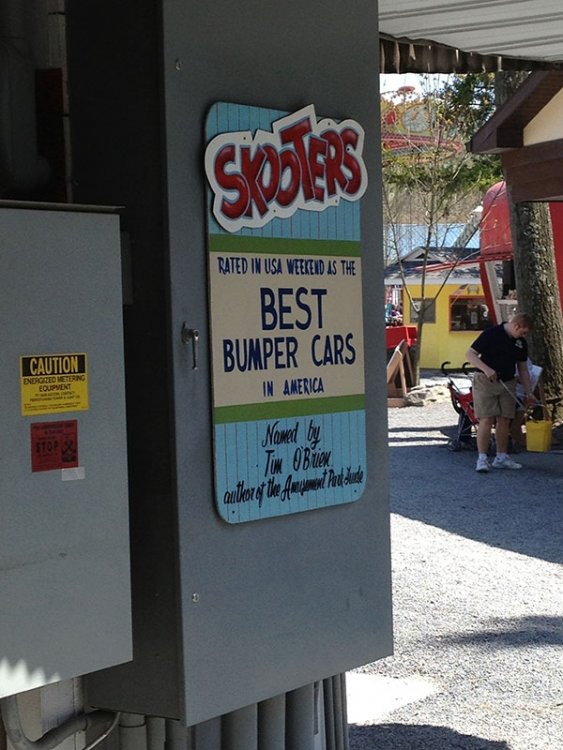 SKOOTERS
RATED IN USA WEEKEND AS THE
BEST
BUMPER CARS
IN AMERICA
Named by
Tim O'Brien
author of the Amusement Park Guide
CAUTION
ENERGIZED METERING
EQUIPMENT
STOP